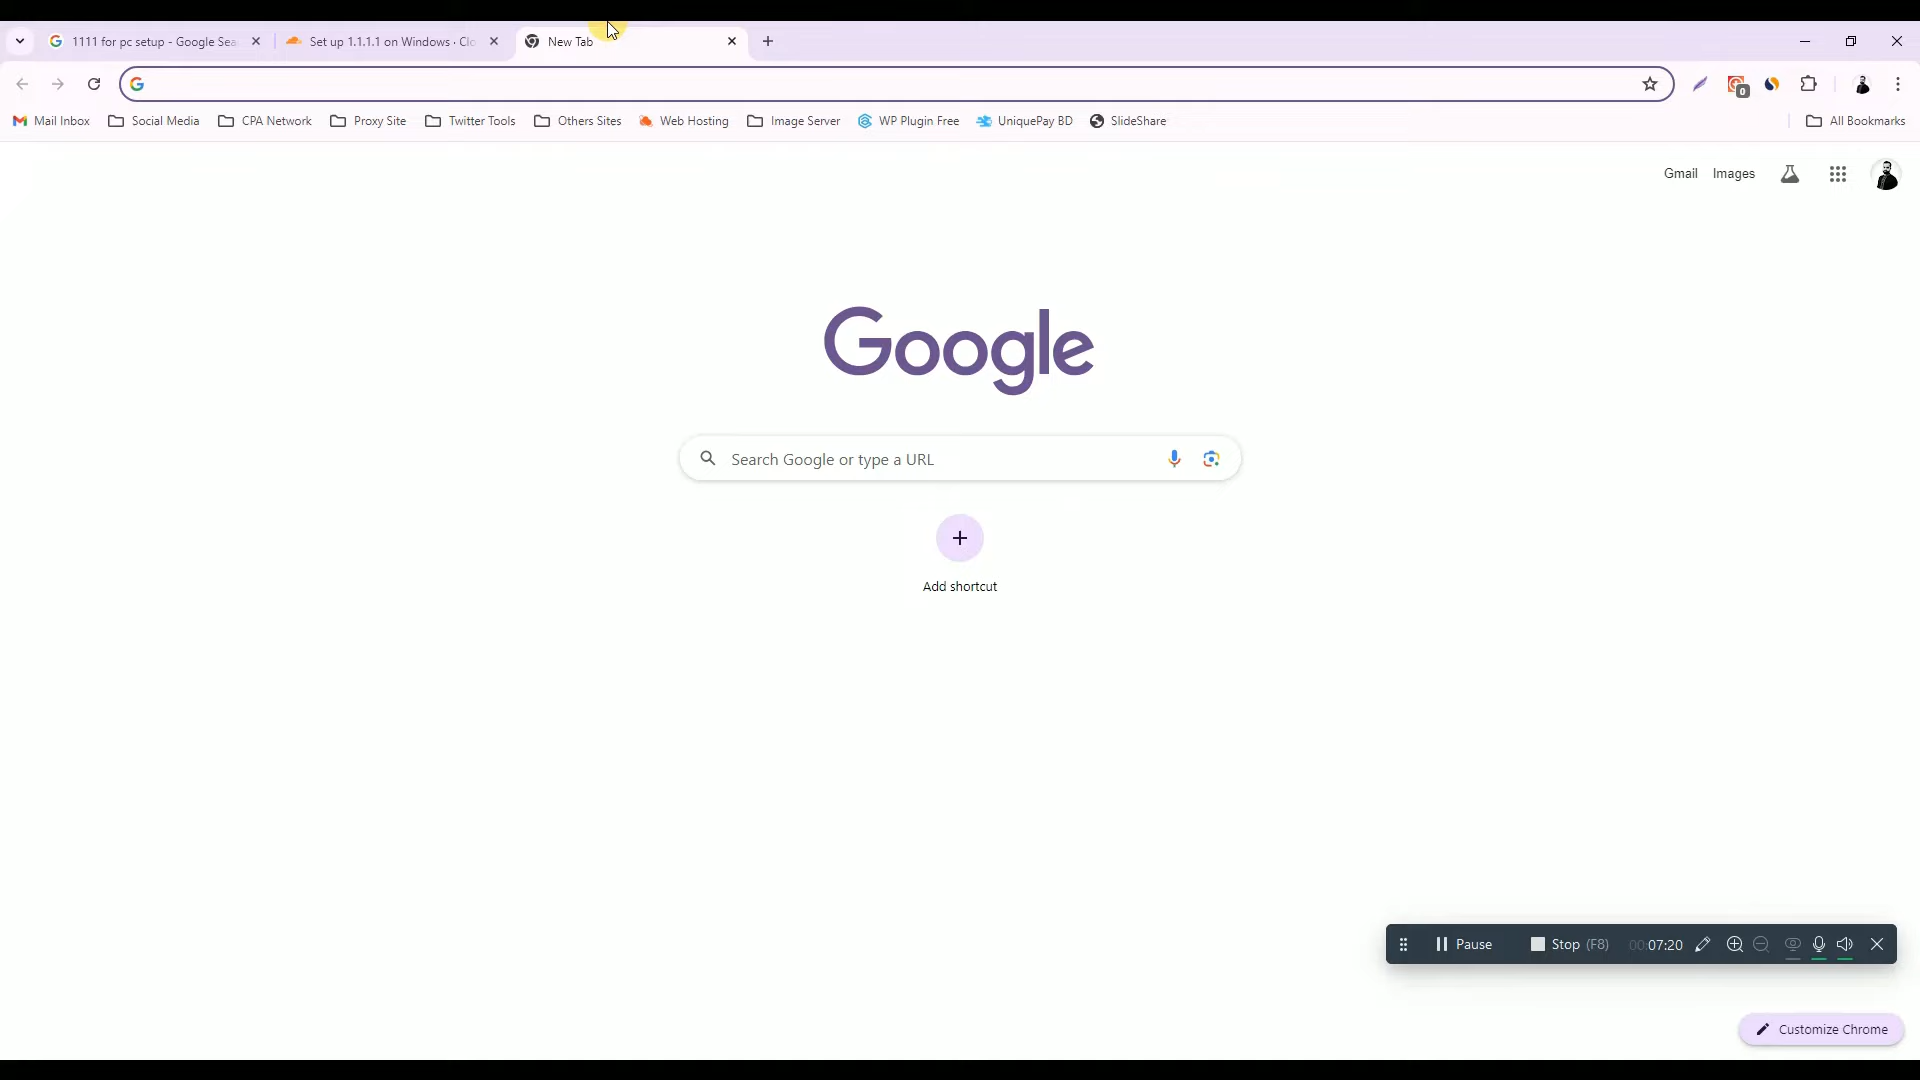 1111 for pc setup - Google Sea
Set up 1.1.1.1 on Windows · Clo
New Tab
Mail Inbox
Social Media
CPA Network
Proxy Site
Twitter Tools
Others Sites
Web Hosting
Image Server
WP Plugin Free
UniquePay BD
SlideShare
All Bookmarks
Gmail
Images
Google
Search Google or type a URL
Add shortcut
Pause
Stop (F8)
00:07:20
0
Customize Chrome